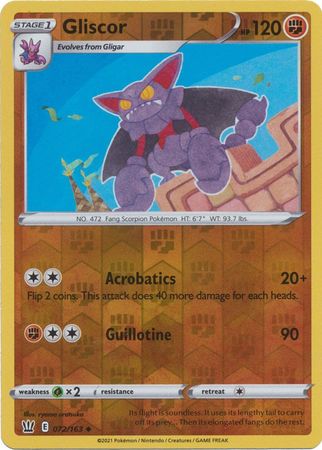 STAGE 1 Gliscor HP 120
Evolves from Gligar
NO. 472 Fang Scorpion Pokémon HT: 6'7" WT: 93.7 lbs.
Acrobatics 20+
Flip 2 coins. This attack does 40 more damage for each heads.
Guillotine 90
weakness ×2 resistance retreat
Illus. ryoma uratsuka
E 072/163
Its flight is soundless. It uses its lengthy tail to carry
off its prey... Then its elongated fangs do the rest.
©2021 Pokémon / Nintendo / Creatures / GAME FREAK